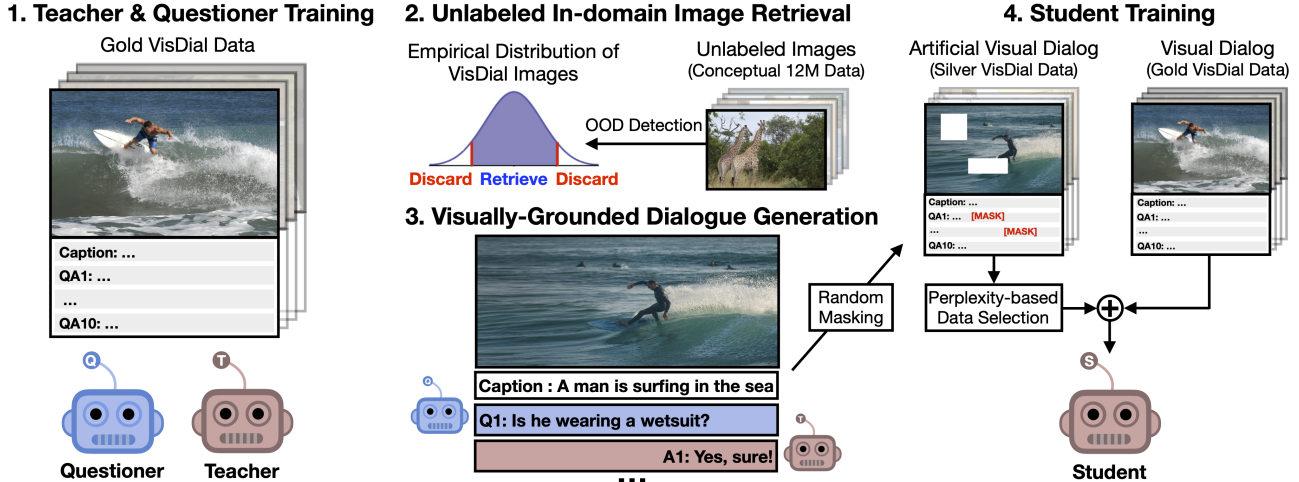 1. Teacher & Questioner Training
Gold VisDial Data
Caption: ...
QA1: ...
...
QA10: ...
Q
T
Questioner
Teacher
2. Unlabeled In-domain Image Retrieval
Empirical Distribution of
VisDial Images
Unlabeled Images
(Conceptual 12M Data)
OOD Detection
Discard
Retrieve
Discard
3. Visually-Grounded Dialogue Generation
Caption : A man is surfing in the sea
Q
Q1: Is he wearing a wetsuit?
T
A1: Yes, sure!
...
Random
Masking
4. Student Training
Artificial Visual Dialog
(Silver VisDial Data)
Caption: ...
QA1: ... [MASK]
... [MASK]
QA10: ...
Visual Dialog
(Gold VisDial Data)
Caption: ...
QA1: ...
...
QA10: ...
Perplexity-based
Data Selection
+
S
Student